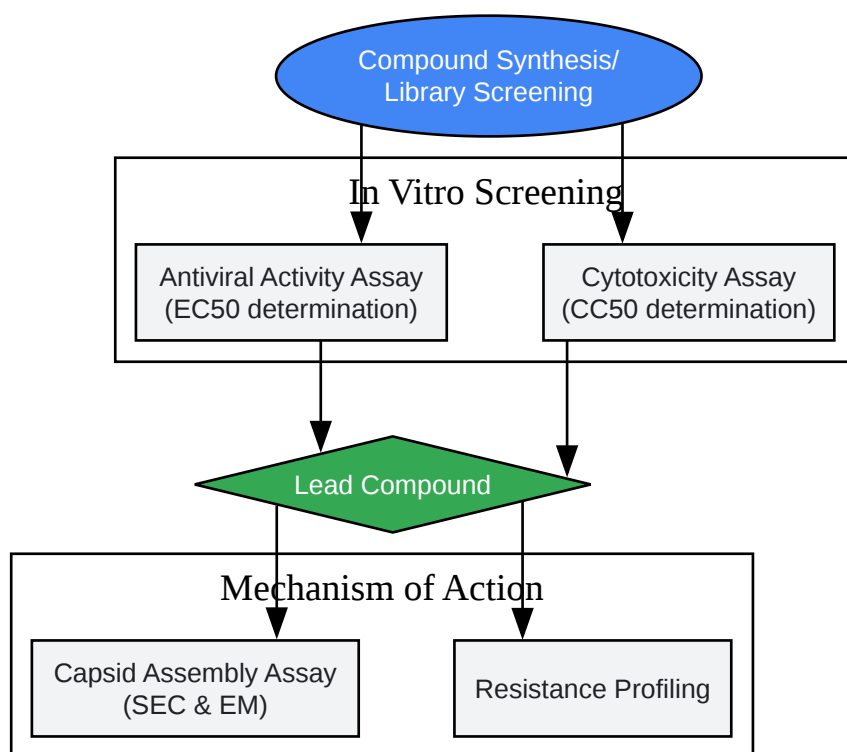 Compound Synthesis/
Library Screening
In Vitro Screening
Antiviral Activity Assay
(EC50 determination)
Cytotoxicity Assay
(CC50 determination)
Lead Compound
Mechanism of Action
Capsid Assembly Assay
(SEC & EM)
Resistance Profiling